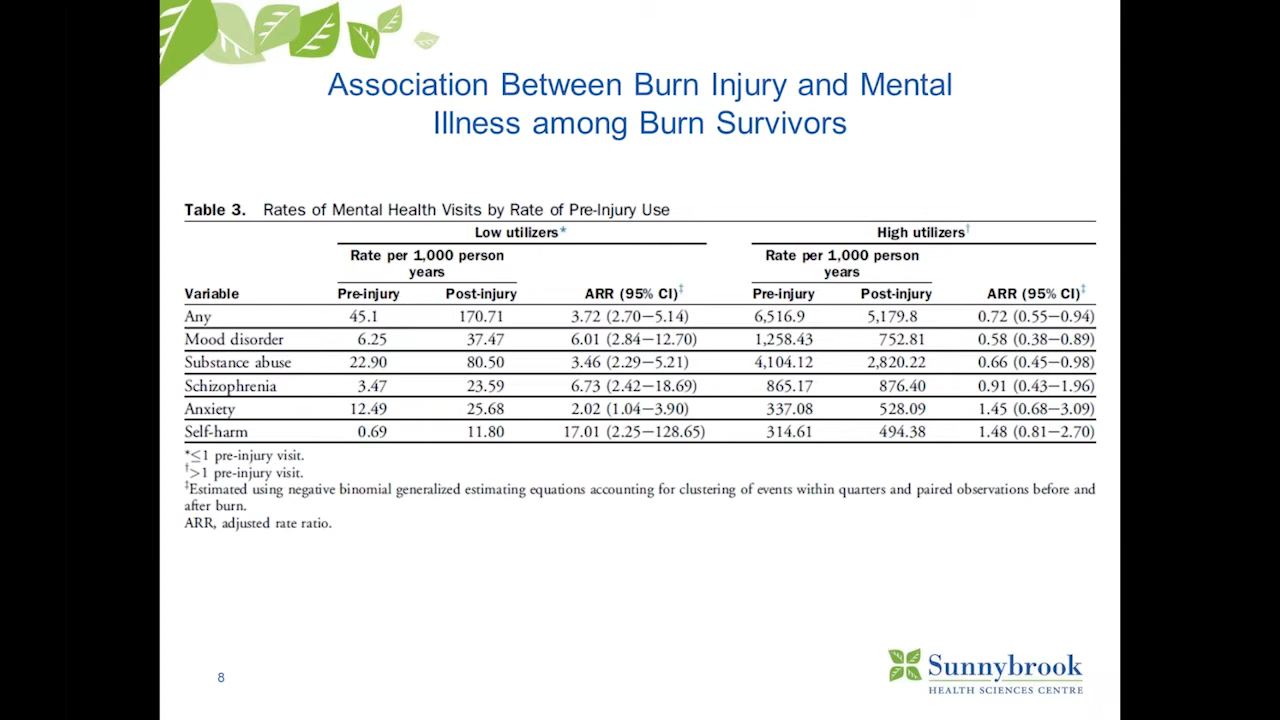 Association Between Burn Injury and Mental
Illness among Burn Survivors
Table 3. Rates of Mental Health Visits by Rate of Pre-Injury Use
Low utilizers* High utilizers†
Rate per 1,000 person years Rate per 1,000 person years
Variable Pre-injury Post-injury ARR (95% CI)‡ Pre-injury Post-injury ARR (95% CI)‡
Any 45.1 170.71 3.72 (2.70–5.14) 6,516.9 5,179.8 0.72 (0.55–0.94)
Mood disorder 6.25 37.47 6.01 (2.84–12.70) 1,258.43 752.81 0.58 (0.38–0.89)
Substance abuse 22.90 80.50 3.46 (2.29–5.21) 4,104.12 2,820.22 0.66 (0.45–0.98)
Schizophrenia 3.47 23.59 6.73 (2.42–18.69) 865.17 876.40 0.91 (0.43–1.96)
Anxiety 12.49 25.68 2.02 (1.04–3.90) 337.08 528.09 1.45 (0.68–3.09)
Self-harm 0.69 11.80 17.01 (2.25–128.65) 314.61 494.38 1.48 (0.81–2.70)
*≤1 pre-injury visit.
†>1 pre-injury visit.
‡Estimated using negative binomial generalized estimating equations accounting for clustering of events within quarters and paired observations before and
after burn.
ARR, adjusted rate ratio.
8
Sunnybrook
HEALTH SCIENCES CENTRE